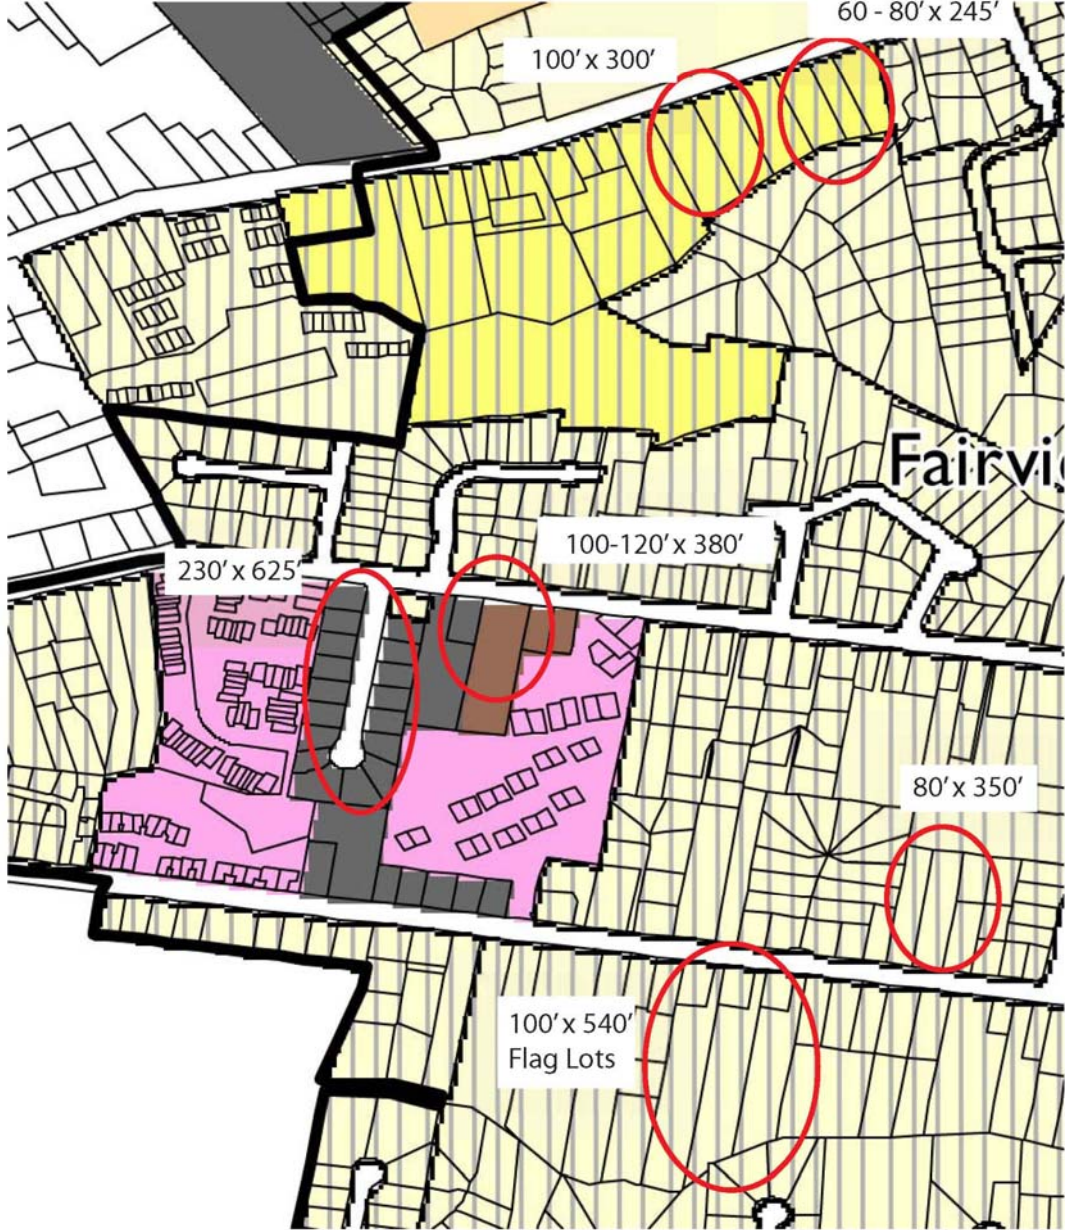 60 - 80' x 245'
100' x 300'
Fairvi
100-120' x 380'
230' x 625'
80' x 350'
100' x 540'
Flag Lots